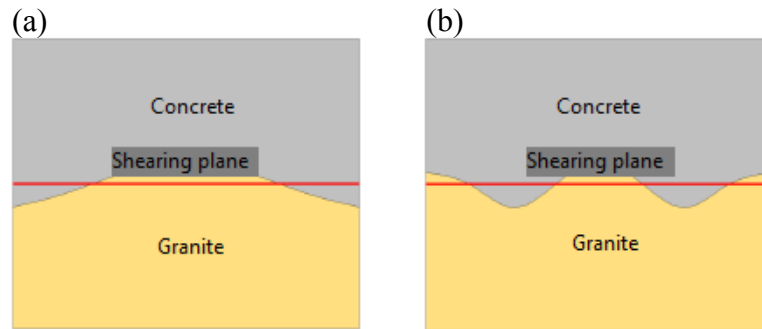 (a)
(b)
Concrete
Concrete
Shearing plane
Shearing plane
Granite
Granite